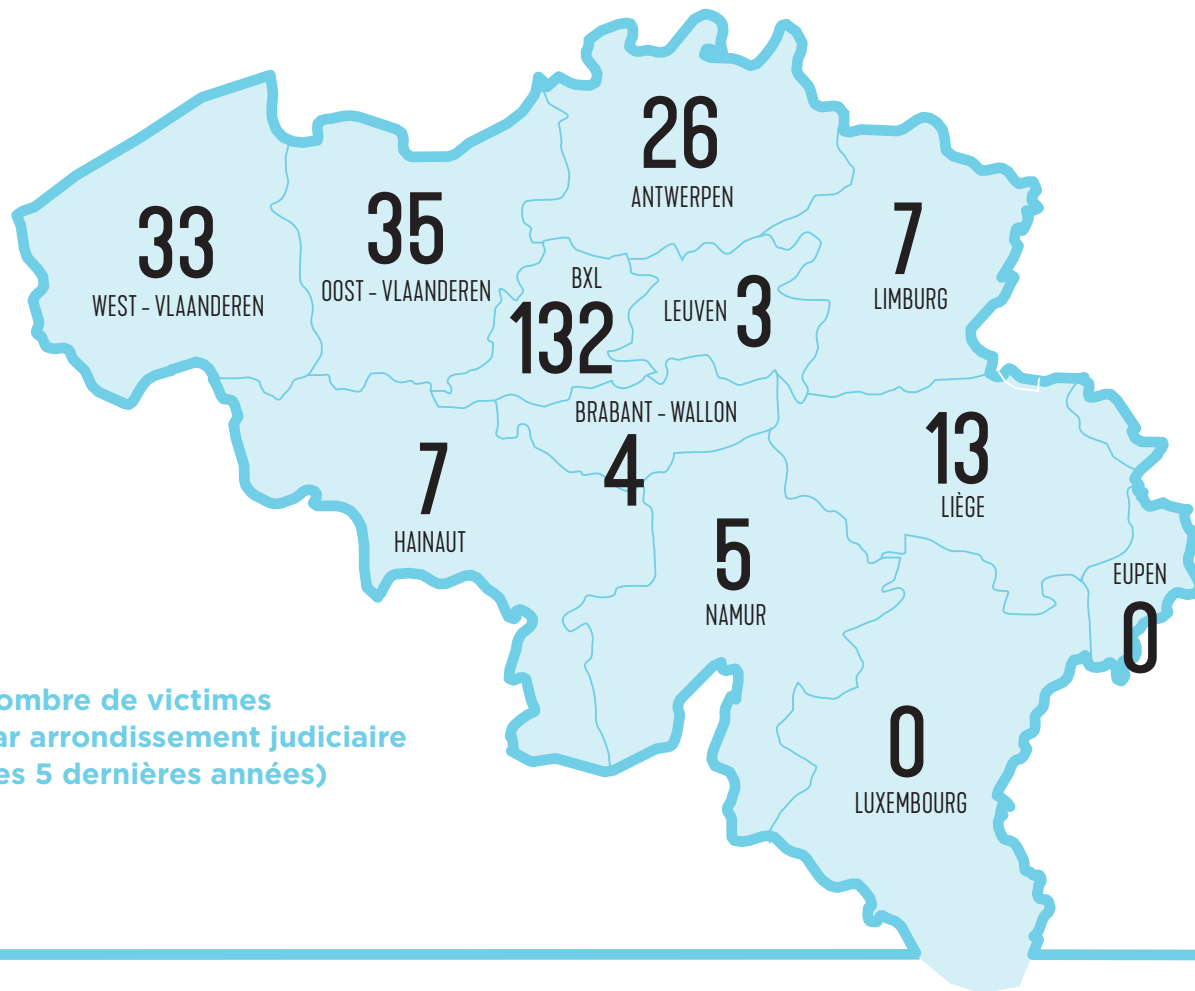 26
ANTWERPEN
33
WEST - VLAANDEREN
35
OOST - VLAANDEREN
7
LIMBURG
BXL
132
LEUVEN 3
BRABANT - WALLON
4
7
HAINAUT
13
LIÈGE
5
NAMUR
EUPEN
0
0
LUXEMBOURG
ombre de victimes
ar arrondissement judiciaire
es 5 dernières années)